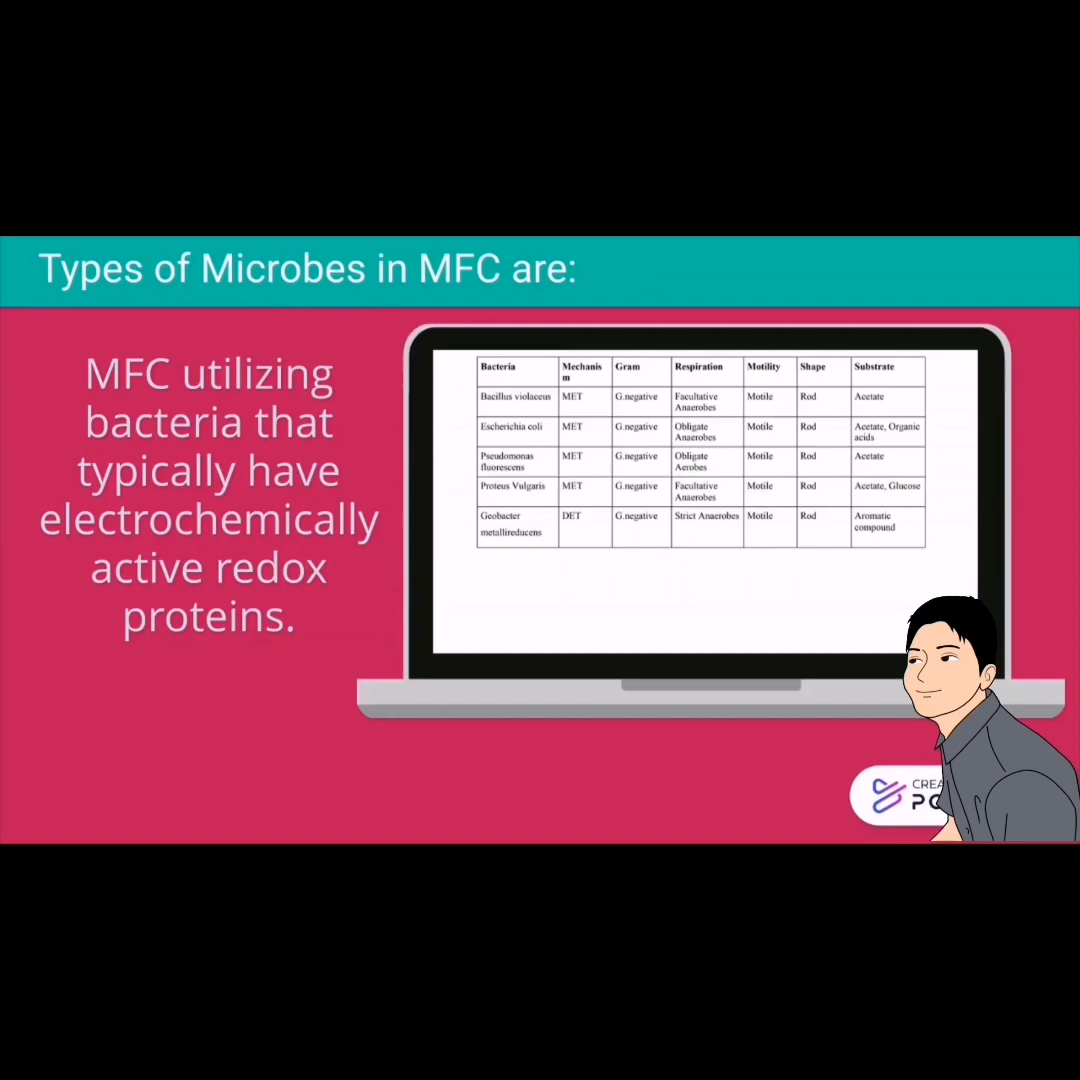 Types of Microbes in MFC are:
MFC utilizing
bacteria that
typically have
electrochemically
active redox
proteins.
Bacteria Mechanis m Gram Respiration Motility Shape Substrate
Bacillus violaceus MET G.negative Facultative Anaerobes Motile Rod Acetate
Escherichia coli MET G.negative Obligate Anaerobes Motile Rod Acetate, Organic acids
Pseudomonas fluorescens MET G.negative Obligate Aerobes Motile Rod Acetate
Proteus Vulgaris MET G.negative Facultative Anaerobes Motile Rod Acetate, Glucose
Geobacter metallireducens DET G.negative Strict Anaerobes Motile Rod Aromatic compound